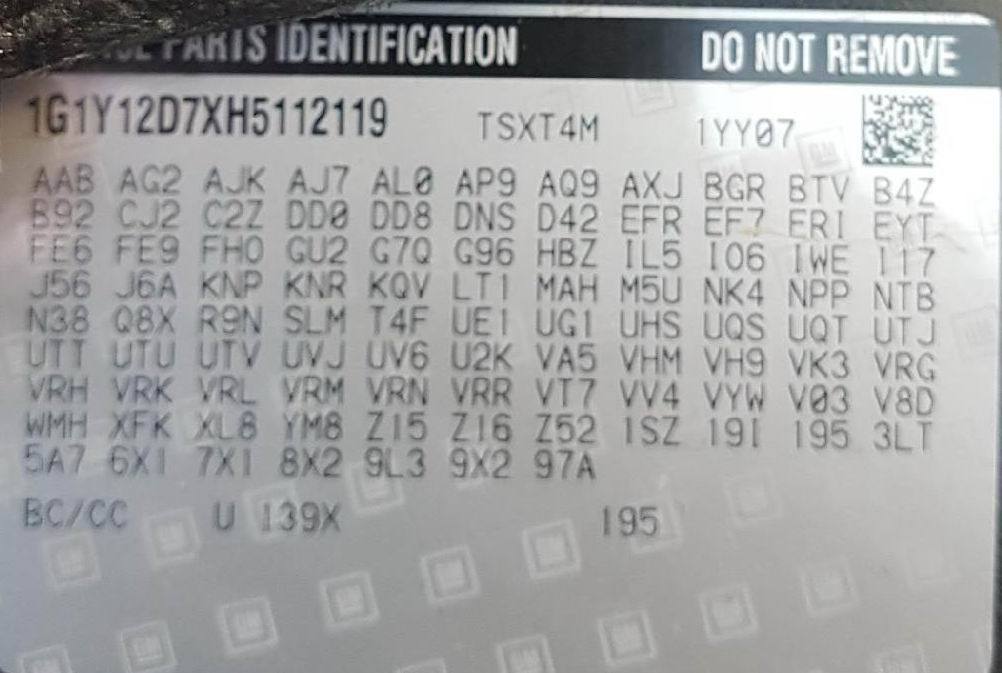 PARTS IDENTIFICATION DO NOT REMOVE
1G1Y12D7XH5112119 TSXT4M 1YY07
AAB AG2 AJK AJ7 AL0 AP9 AQ9 AXJ BGR BTV B4Z
B92 CJ2 C2Z DD0 DD8 DNS D42 EFR EF7 ERI EYT
FE6 FE9 FHO GU2 G7Q G96 HBZ IL5 IO6 IWE I17
J56 J6A KNP KNR KQV LT1 MAH M5U NK4 NPP NTB
N38 Q8X R9N SLM T4F UE1 UG1 UHS UQS UQT UTJ
UTT UTU UTV UVJ UV6 U2K VA5 VHM VH9 VK3 VRG
VRH VRK VRL VRM VRN VRR VT7 VV4 VYW V03 V8D
WMH XFK XL8 YM8 Z15 Z16 Z52 1SZ 19I 195 3LT
5A7 6X1 7X1 8X2 9L3 9X2 97A
BC/CC U 139X 195